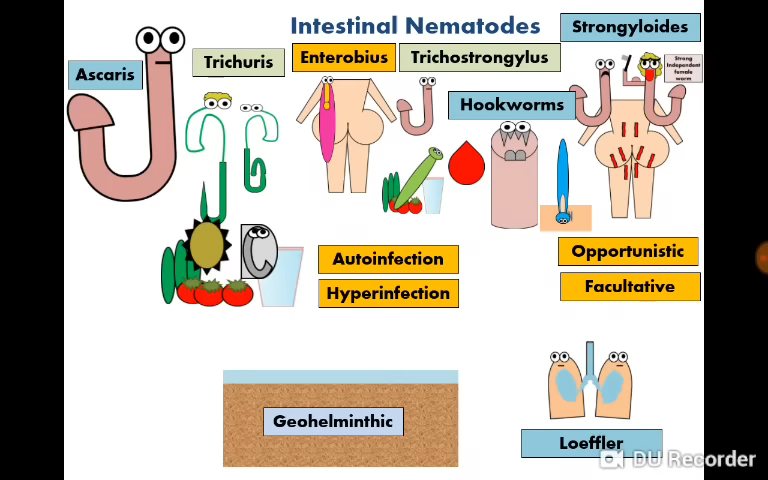 Intestinal Nematodes
Strongyloides
Ascaris
Trichuris
Enterobius
Trichostrongylus
Strong
Independent
female
worm
Hookworms
Autoinfection
Hyperinfection
Opportunistic
Facultative
Geohelminthic
Loeffler
DU Recorder